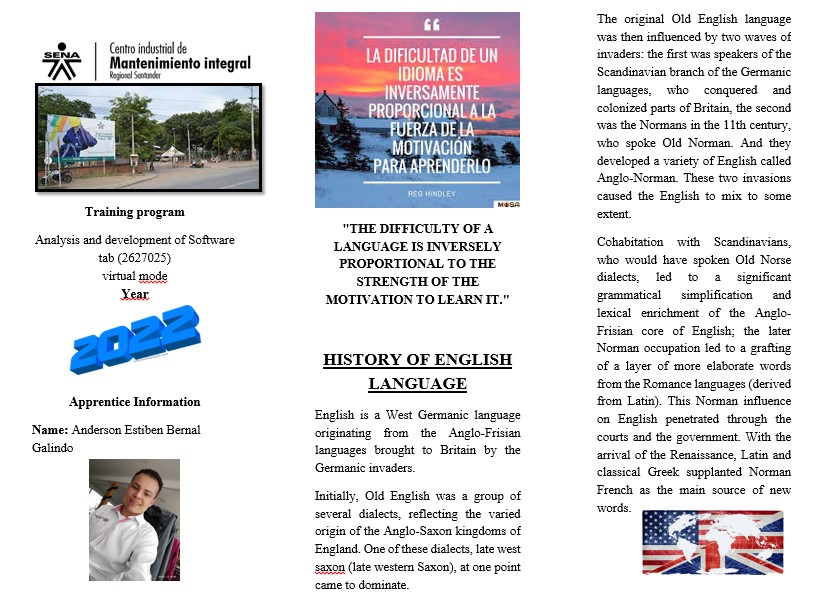 SENA
Centro industrial de
Mantenimiento integral
Regional Santander
Training program
Analysis and development of Software
tab (2627025)
virtual mode
Year
2022
Apprentice Information
Name: Anderson Estiben Bernal
Galindo
“
LA DIFICULTAD DE UN
IDIOMA ES
INVERSAMENTE
PROPORCIONAL A LA
FUERZA DE LA
MOTIVACIÓN
PARA APRENDERLO
REG HINDLEY
MOSA
"THE DIFFICULTY OF A
LANGUAGE IS INVERSELY
PROPORTIONAL TO THE
STRENGTH OF THE
MOTIVATION TO LEARN IT."
HISTORY OF ENGLISH
LANGUAGE
English is a West Germanic language
originating from the Anglo-Frisian
languages brought to Britain by the
Germanic invaders.
Initially, Old English was a group of
several dialects, reflecting the varied
origin of the Anglo-Saxon kingdoms of
England. One of these dialects, late west
saxon (late western Saxon), at one point
came to dominate.
The original Old English language
was then influenced by two waves of
invaders: the first was speakers of the
Scandinavian branch of the Germanic
languages, who conquered and
colonized parts of Britain, the second
was the Normans in the 11th century,
who spoke Old Norman. And they
developed a variety of English called
Anglo-Norman. These two invasions
caused the English to mix to some
extent.
Cohabitation with Scandinavians,
who would have spoken Old Norse
dialects, led to a significant
grammatical simplification and
lexical enrichment of the Anglo-
Frisian core of English; the later
Norman occupation led to a grafting
of a layer of more elaborate words
from the Romance languages (derived
from Latin). This Norman influence
on English penetrated through the
courts and the government. With the
arrival of the Renaissance, Latin and
classical Greek supplanted Norman
French as the main source of new
words.